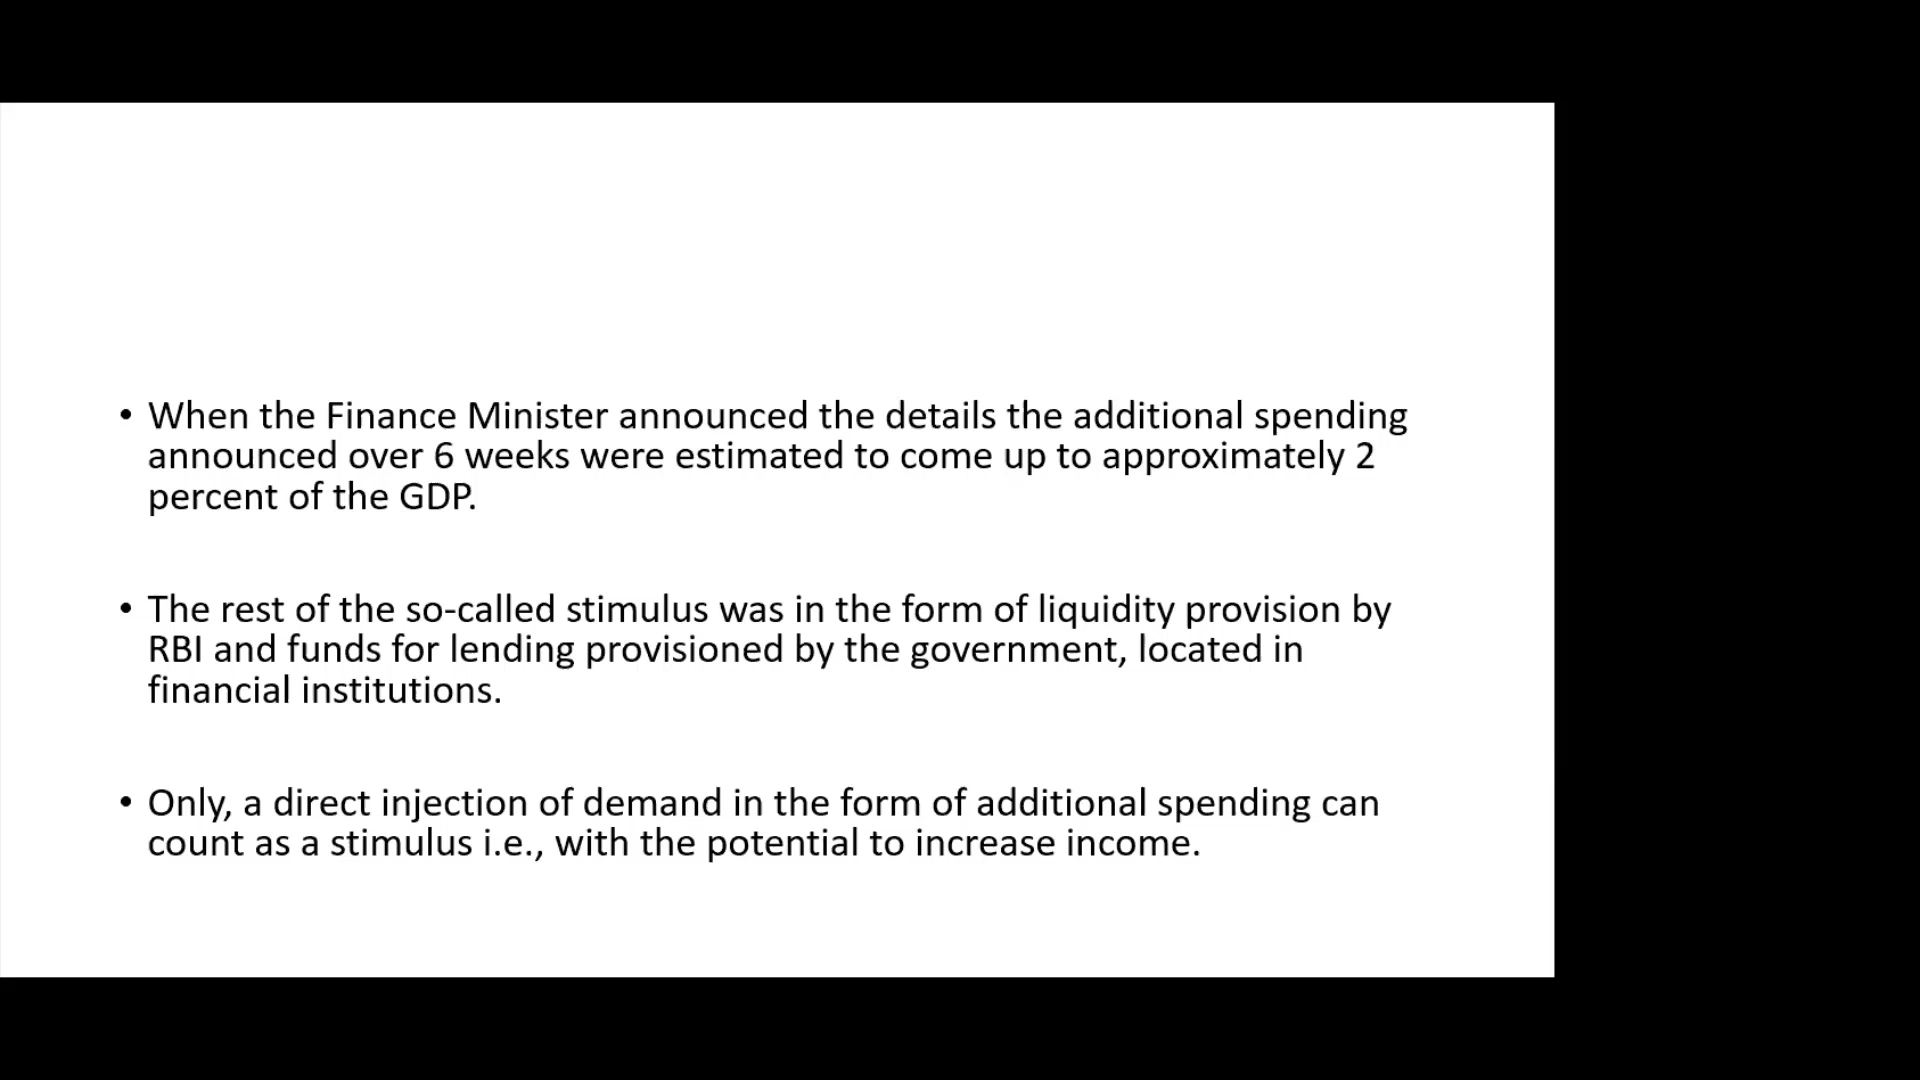 • When the Finance Minister announced the details the additional spending
announced over 6 weeks were estimated to come up to approximately 2
percent of the GDP.
• The rest of the so-called stimulus was in the form of liquidity provision by
RBI and funds for lending provisioned by the government, located in
financial institutions.
• Only, a direct injection of demand in the form of additional spending can
count as a stimulus i.e., with the potential to increase income.